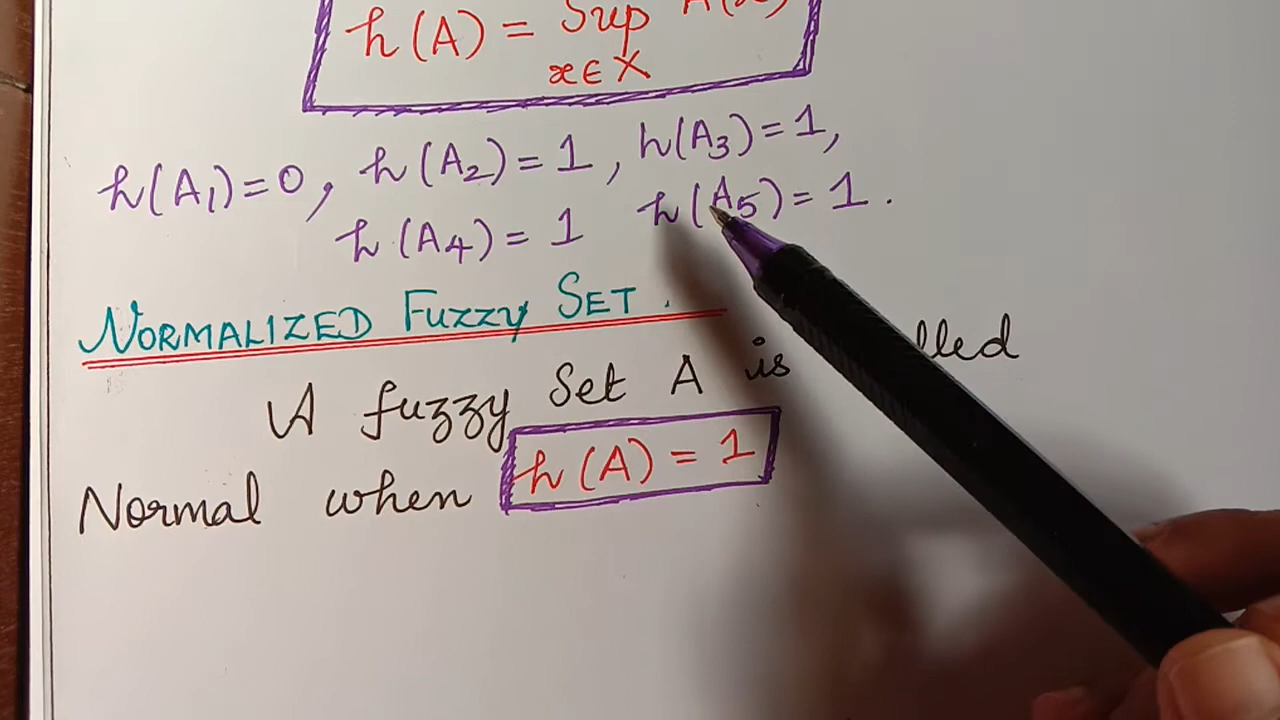 h(A) = Sup A(x)
x∈X
h(A₁)=0, h(A₂)=1, h(A₃)=1,
h(A₄)=1 h(A₅)=1.
NORMALIZED FUZZY SET.
A fuzzy Set A is
Normal when h(A)=1